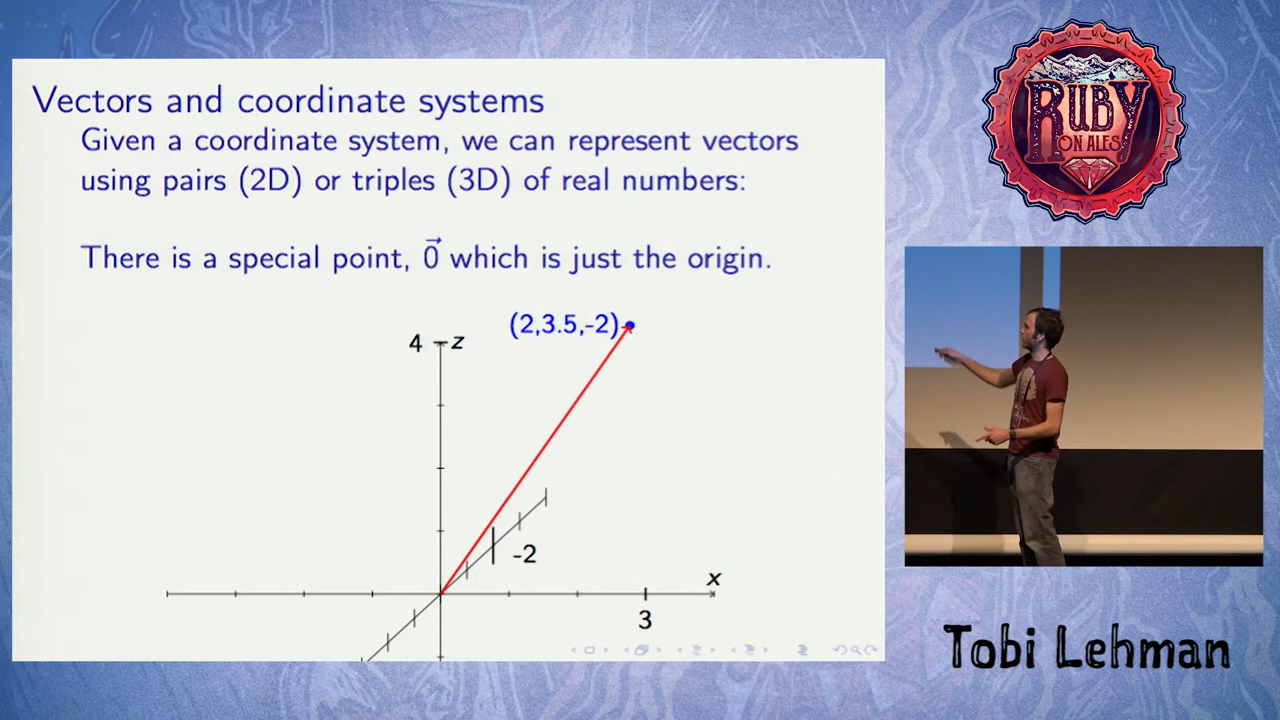 Vectors and coordinate systems
Given a coordinate system, we can represent vectors
using pairs (2D) or triples (3D) of real numbers:
There is a special point, 0⃗ which is just the origin.
(2,3.5,-2)
4 z
-2
x
3
RUBY
ON ALES
Tobi Lehman